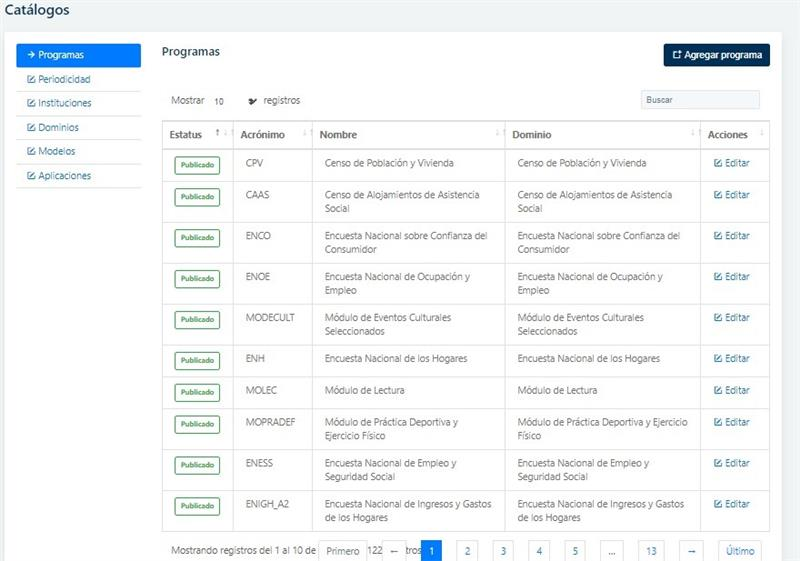 Catálogos
Programas
Periodicidad
Instituciones
Dominios
Modelos
Aplicaciones
Programas
Agregar programa
Mostrar 10 registros
Buscar
Estatus Acrónimo Nombre Dominio Acciones
Publicado CPV Censo de Población y Vivienda Censo de Población y Vivienda Editar
Publicado CAAS Censo de Alojamientos de Asistencia Censo de Alojamientos de Asistencia Editar
Social Social
Publicado ENCO Encuesta Nacional sobre Confianza del Encuesta Nacional sobre Confianza del Editar
Consumidor Consumidor
Publicado ENOE Encuesta Nacional de Ocupación y Encuesta Nacional de Ocupación y Editar
Empleo Empleo
Publicado MODECULT Módulo de Eventos Culturales Módulo de Eventos Culturales Editar
Seleccionados Seleccionados
Publicado ENH Encuesta Nacional de los Hogares Encuesta Nacional de los Hogares Editar
Publicado MOLEC Módulo de Lectura Módulo de Lectura Editar
Publicado MOPRADEF Módulo de Práctica Deportiva y Módulo de Práctica Deportiva y Ejercicio Editar
Ejercicio Físico Físico
Publicado ENESS Encuesta Nacional de Empleo y Encuesta Nacional de Empleo y Editar
Seguridad Social Seguridad Social
Publicado ENIGH_A2 Encuesta Nacional de Ingresos y Gastos Encuesta Nacional de Ingresos y Gastos Editar
de los Hogares de los Hogares
Mostrando registros del 1 al 10 de Primero 122 ← tros 1 2 3 4 5 ... 13 → Último